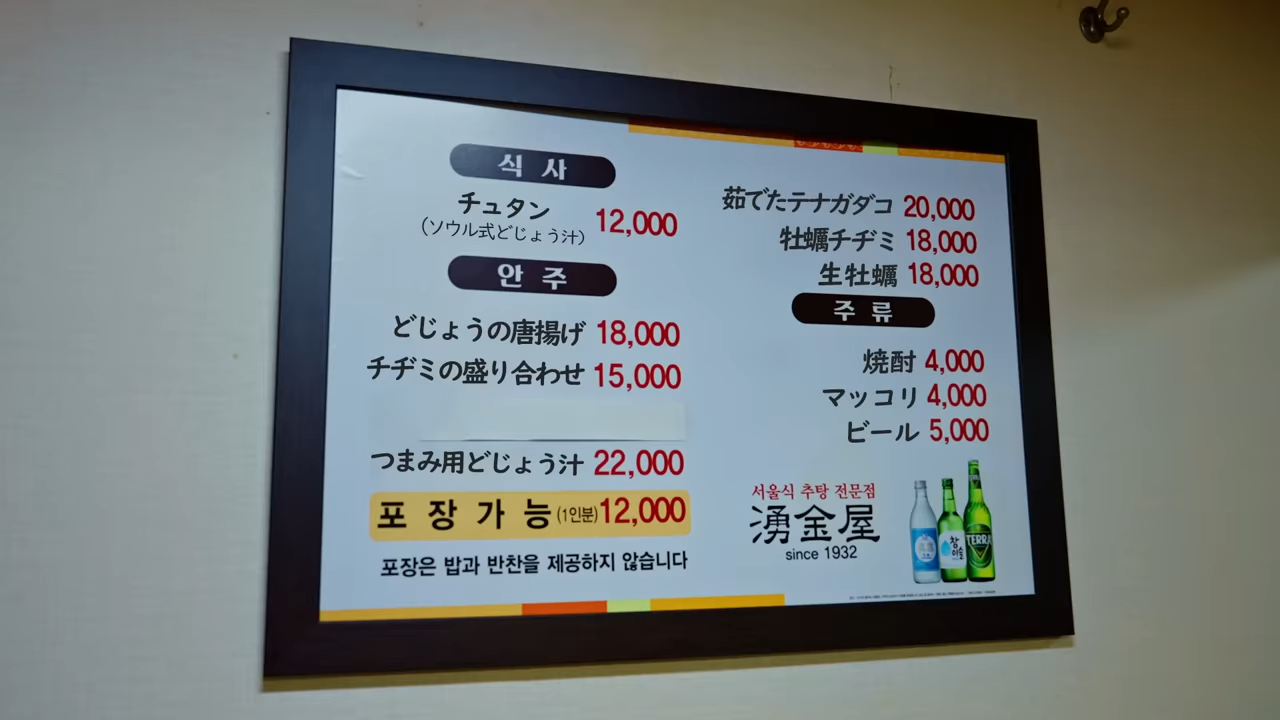 식사
チュタン
(ソウル式どじょう汁) 12,000
안주
どじょうの唐揚げ 18,000
チヂミの盛り合わせ 15,000
つまみ用どじょう汁 22,000
포장가능 (1인분) 12,000
포장은 밥과 반찬을 제공하지 않습니다
茹でたテナガダコ 20,000
牡蠣チヂミ 18,000
生牡蠣 18,000
주류
焼酎 4,000
マッコリ 4,000
ビール 5,000
서울식 추탕 전문점
湧金屋
since 1932
참이슬
TERRA